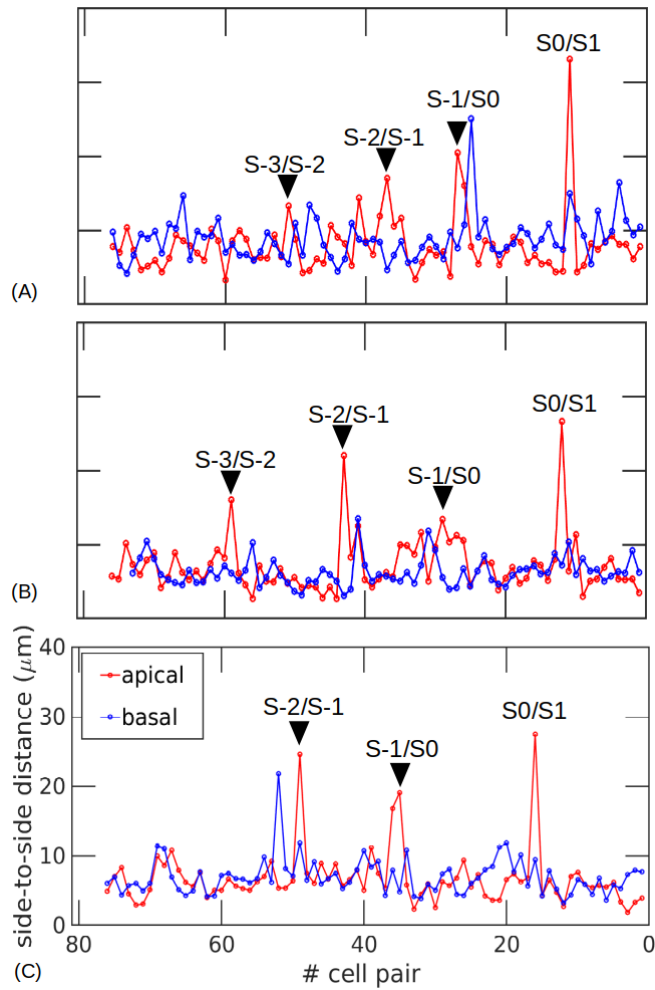 S0/S1
S-1/S0
S-2/S-1
S-3/S-2
(A)
S0/S1
S-2/S-1
S-3/S-2
S-1/S0
(B)
40
30
20
10
0
side-to-side distance (μm)
apical
basal
S-2/S-1
S0/S1
S-1/S0
80
60
40
20
0
# cell pair
(C)